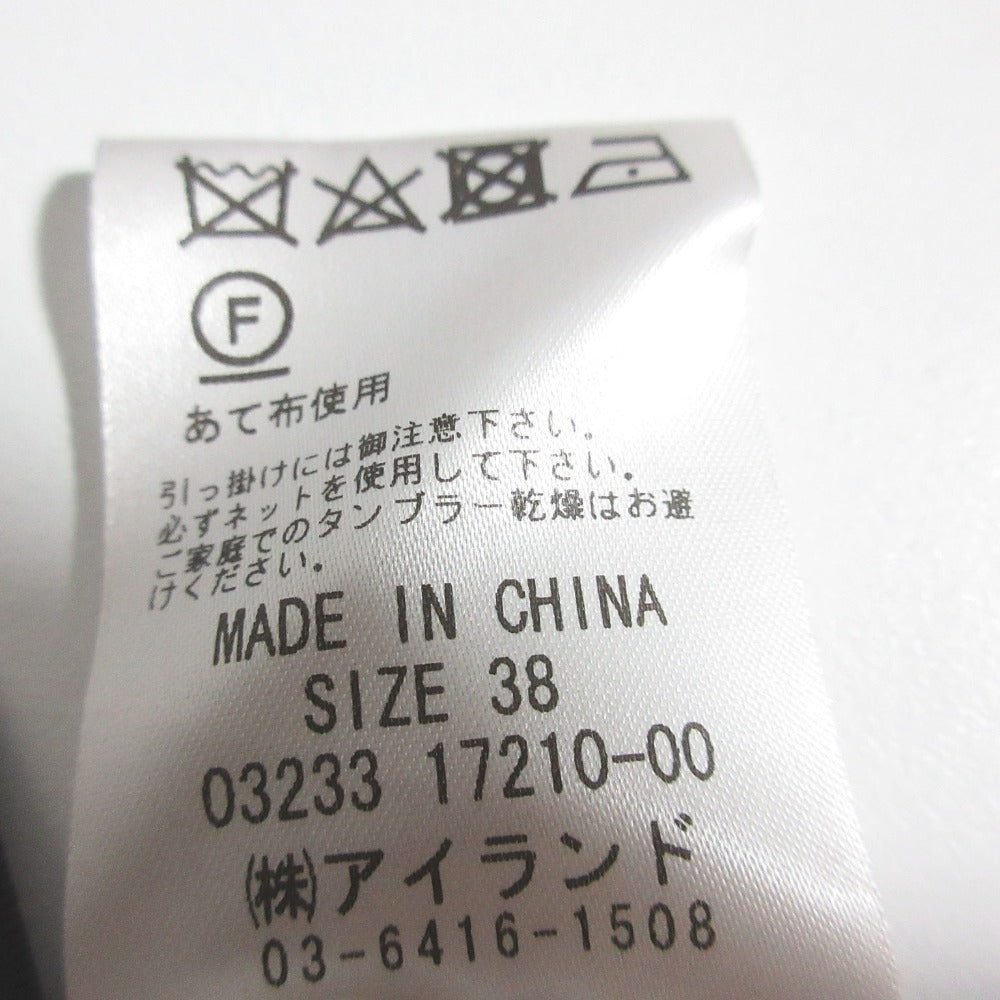 F
あて布使用
引っ掛けには御注意下さい。
必ずネットを使用して下さい。
ご家庭でのタンブラー乾燥はお避
けください。
MADE IN CHINA
SIZE 38
03233 17210-00
(株)アイランド
03-6416-1508